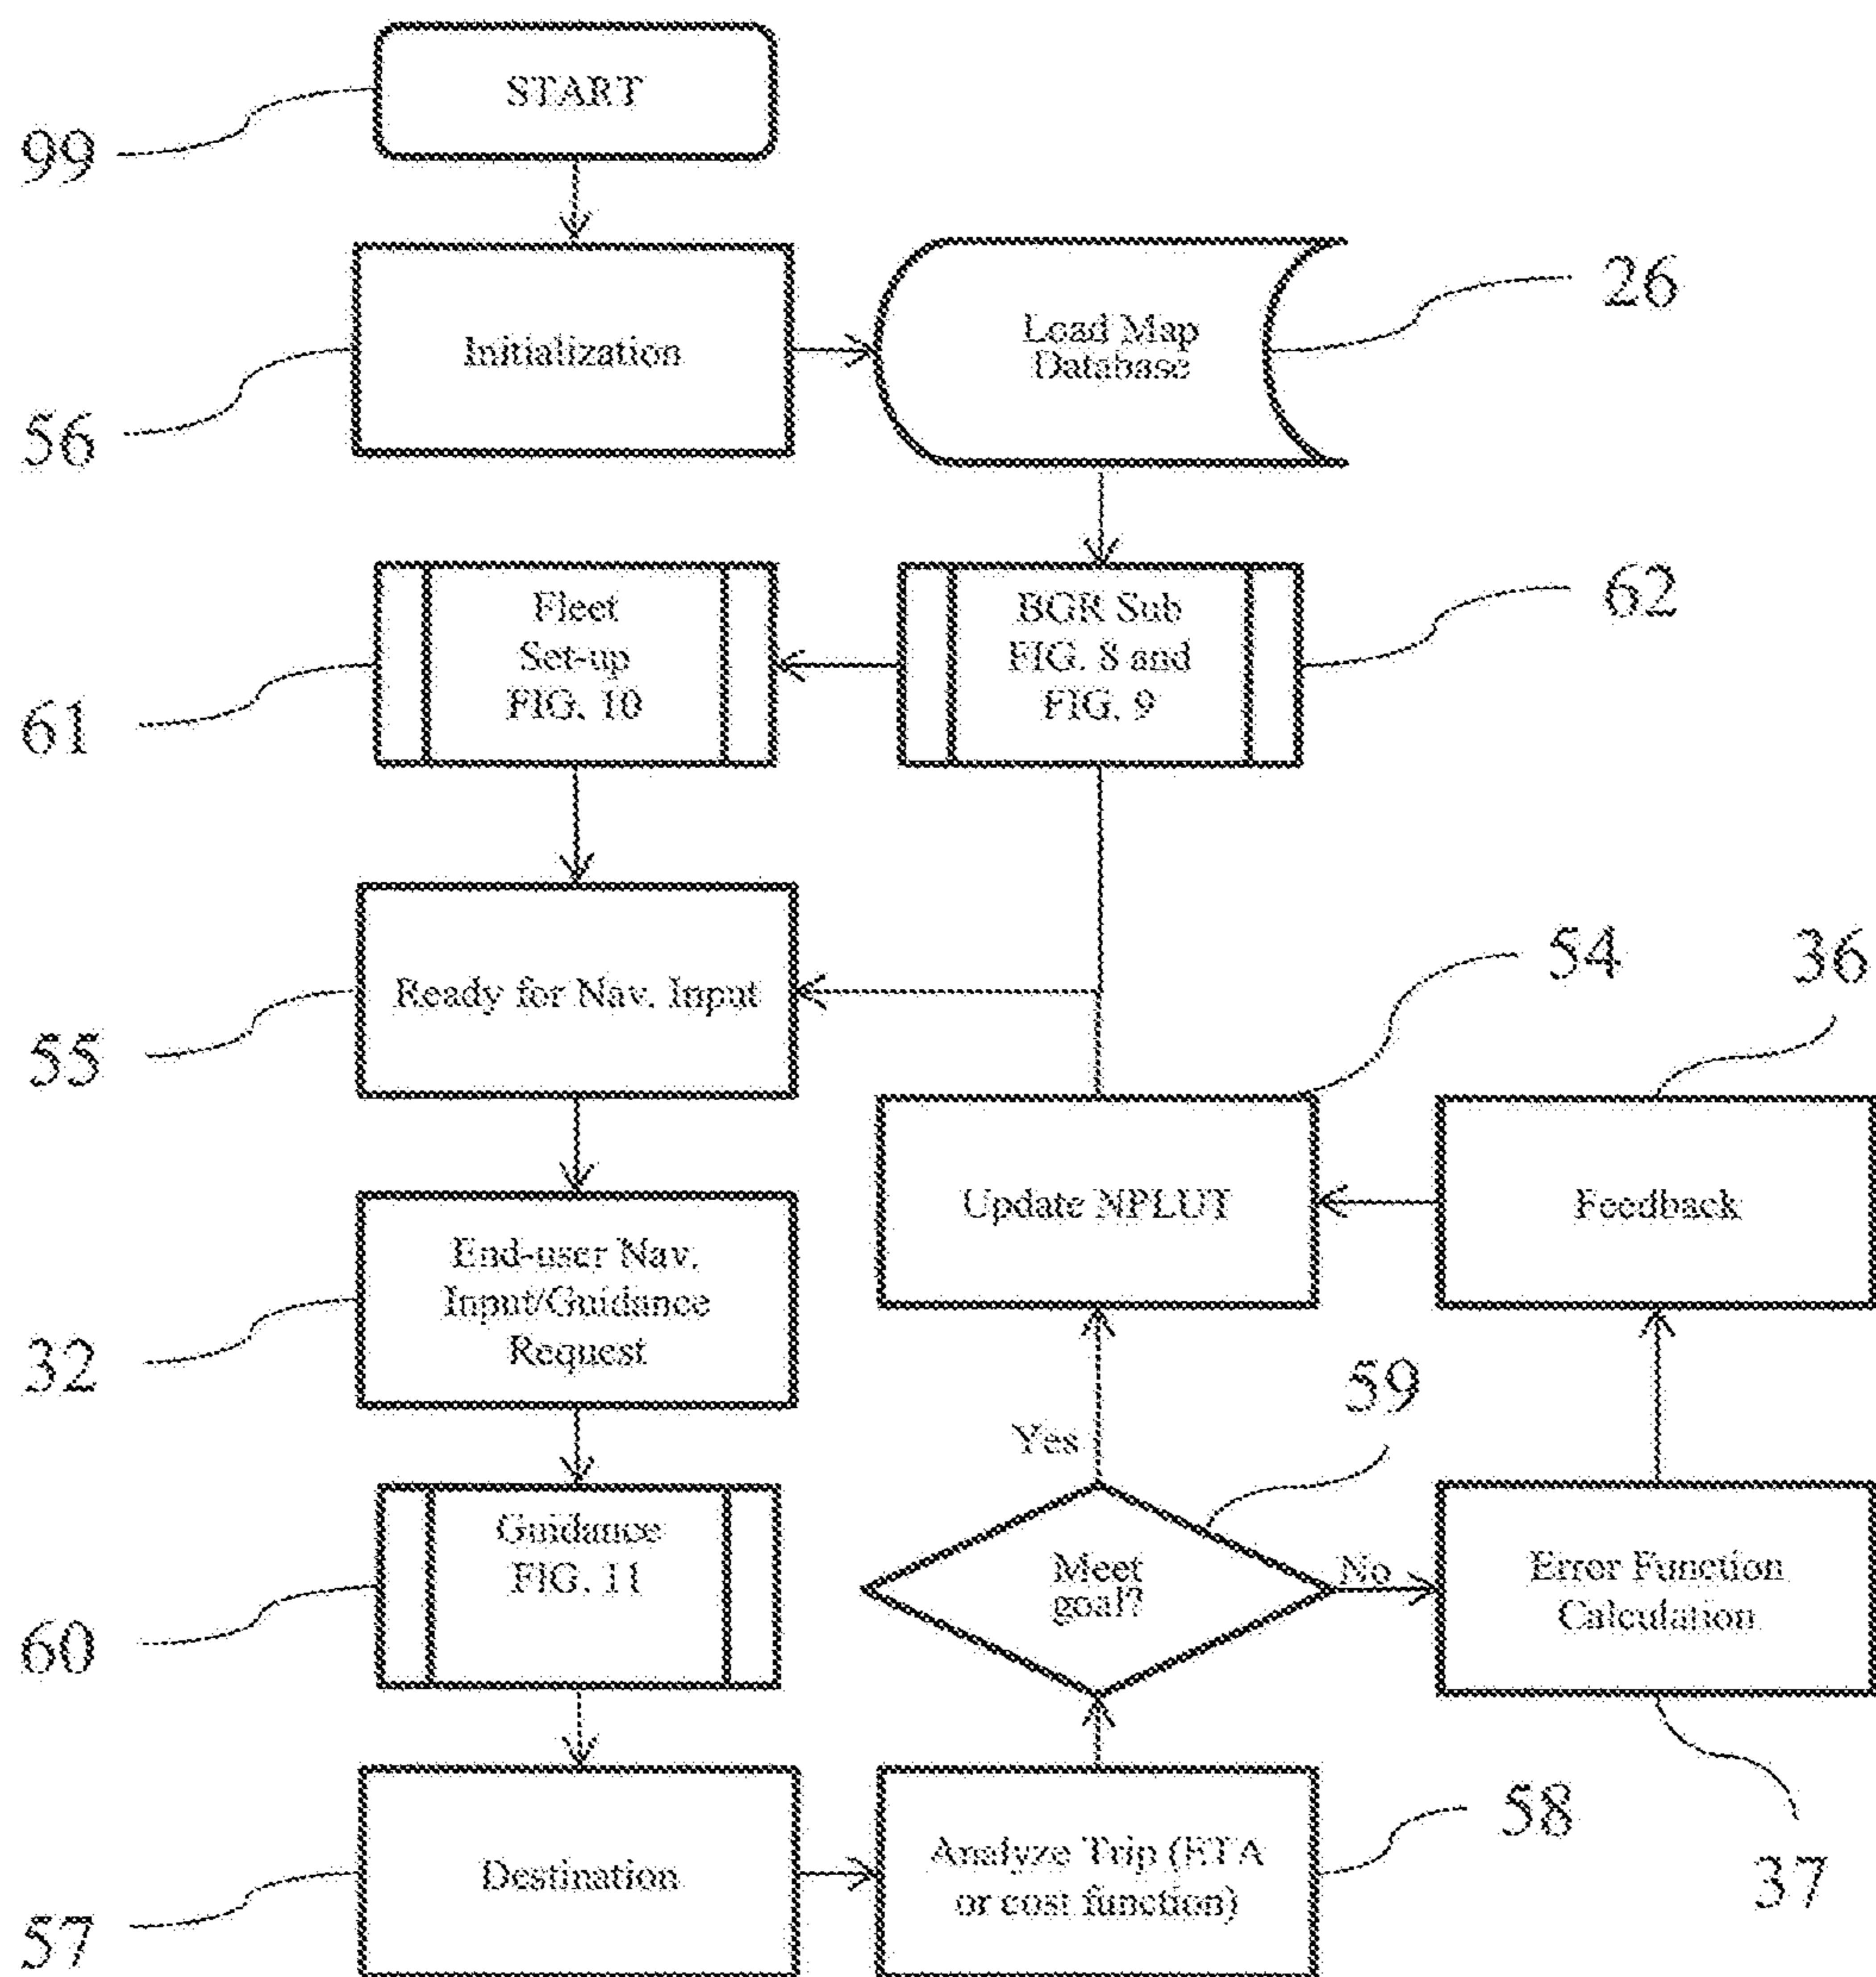 START
99
Initialization
56
Load Map
Database
26
Fleet
Set-up
FIG. 10
61
BGR Sub
FIG. 8 and
FIG. 9
62
Ready for Nav. Input
55
54
36
Update NPLUT
Feedback
End-user Nav.
Input/Guidance
Request
32
Yes
59
Guidance
FIG. 11
60
Meet
goal?
No
Error Function
Calculation
37
Destination
57
Analyze Trip (ETA
or cost function)
58